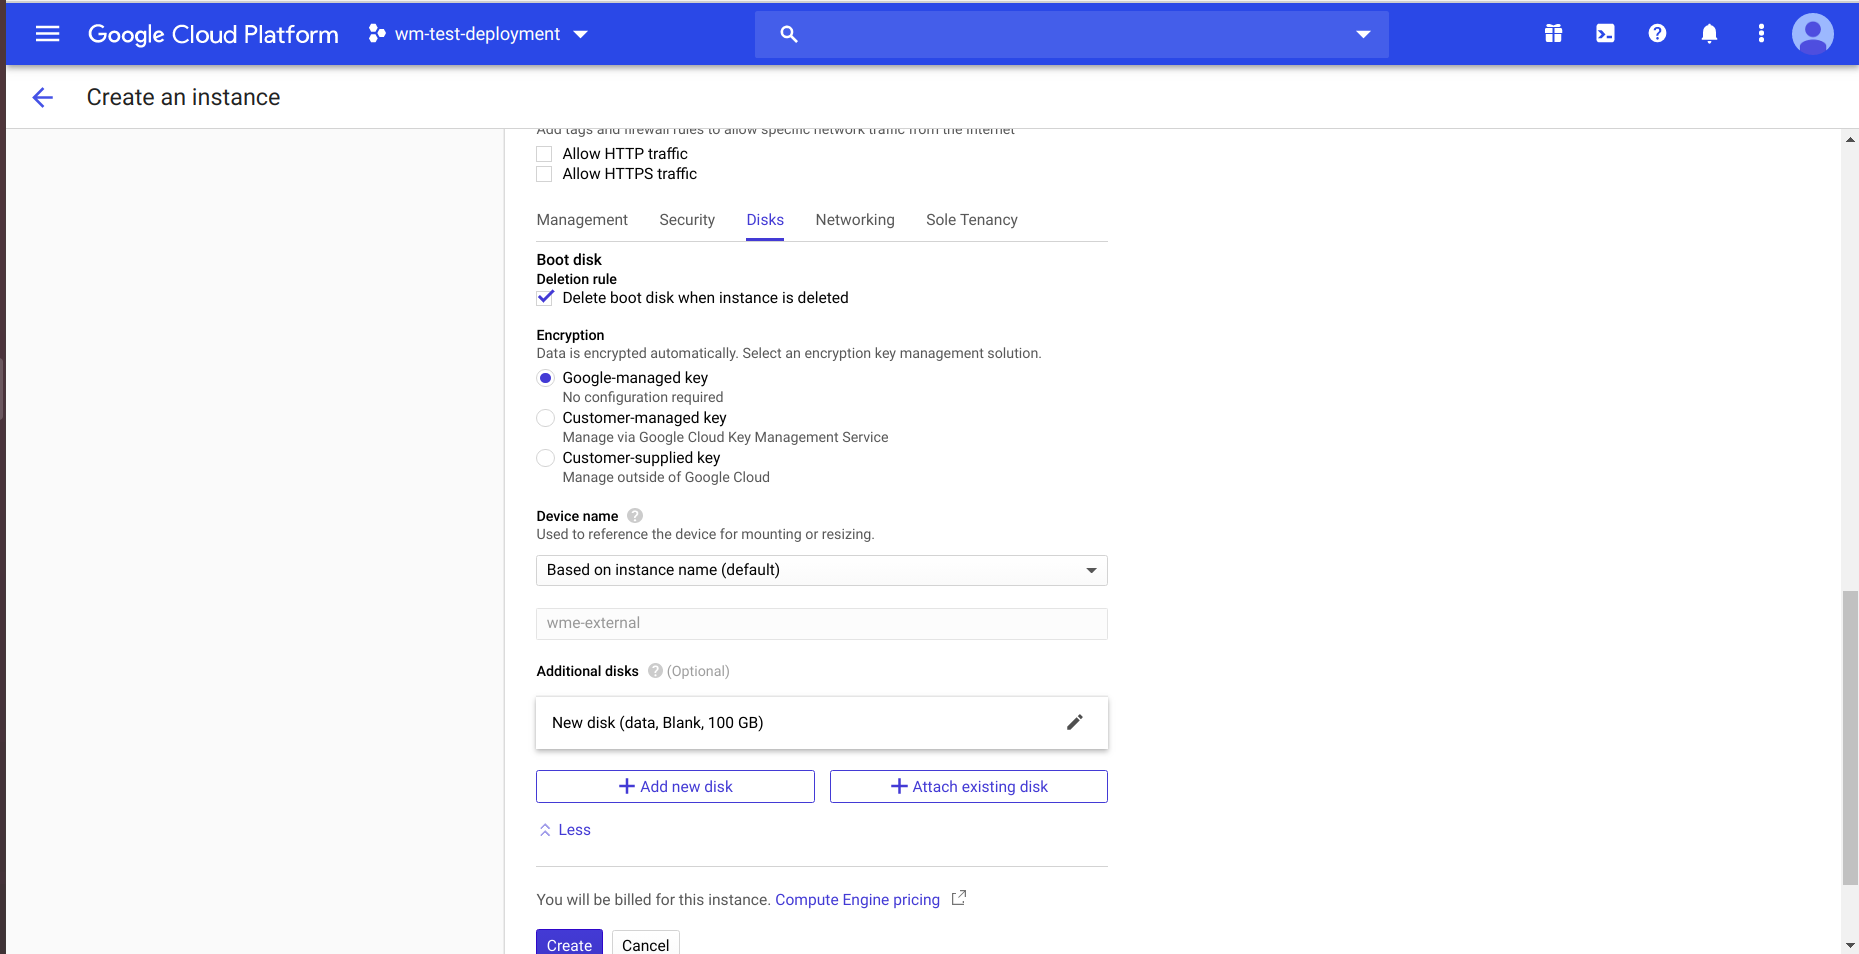 Google Cloud Platform
wm-test-deployment
Create an instance
Add tags and firewall rules to allow specific network traffic from the Internet
Allow HTTP traffic
Allow HTTPS traffic
Management Security Disks Networking Sole Tenancy
Boot disk
Deletion rule
Delete boot disk when instance is deleted
Encryption
Data is encrypted automatically. Select an encryption key management solution.
Google-managed key
No configuration required
Customer-managed key
Manage via Google Cloud Key Management Service
Customer-supplied key
Manage outside of Google Cloud
Device name
Used to reference the device for mounting or resizing.
Based on instance name (default)
wme-external
Additional disks (Optional)
New disk (data, Blank, 100 GB)
Add new disk
Attach existing disk
Less
You will be billed for this instance. Compute Engine pricing
Create Cancel